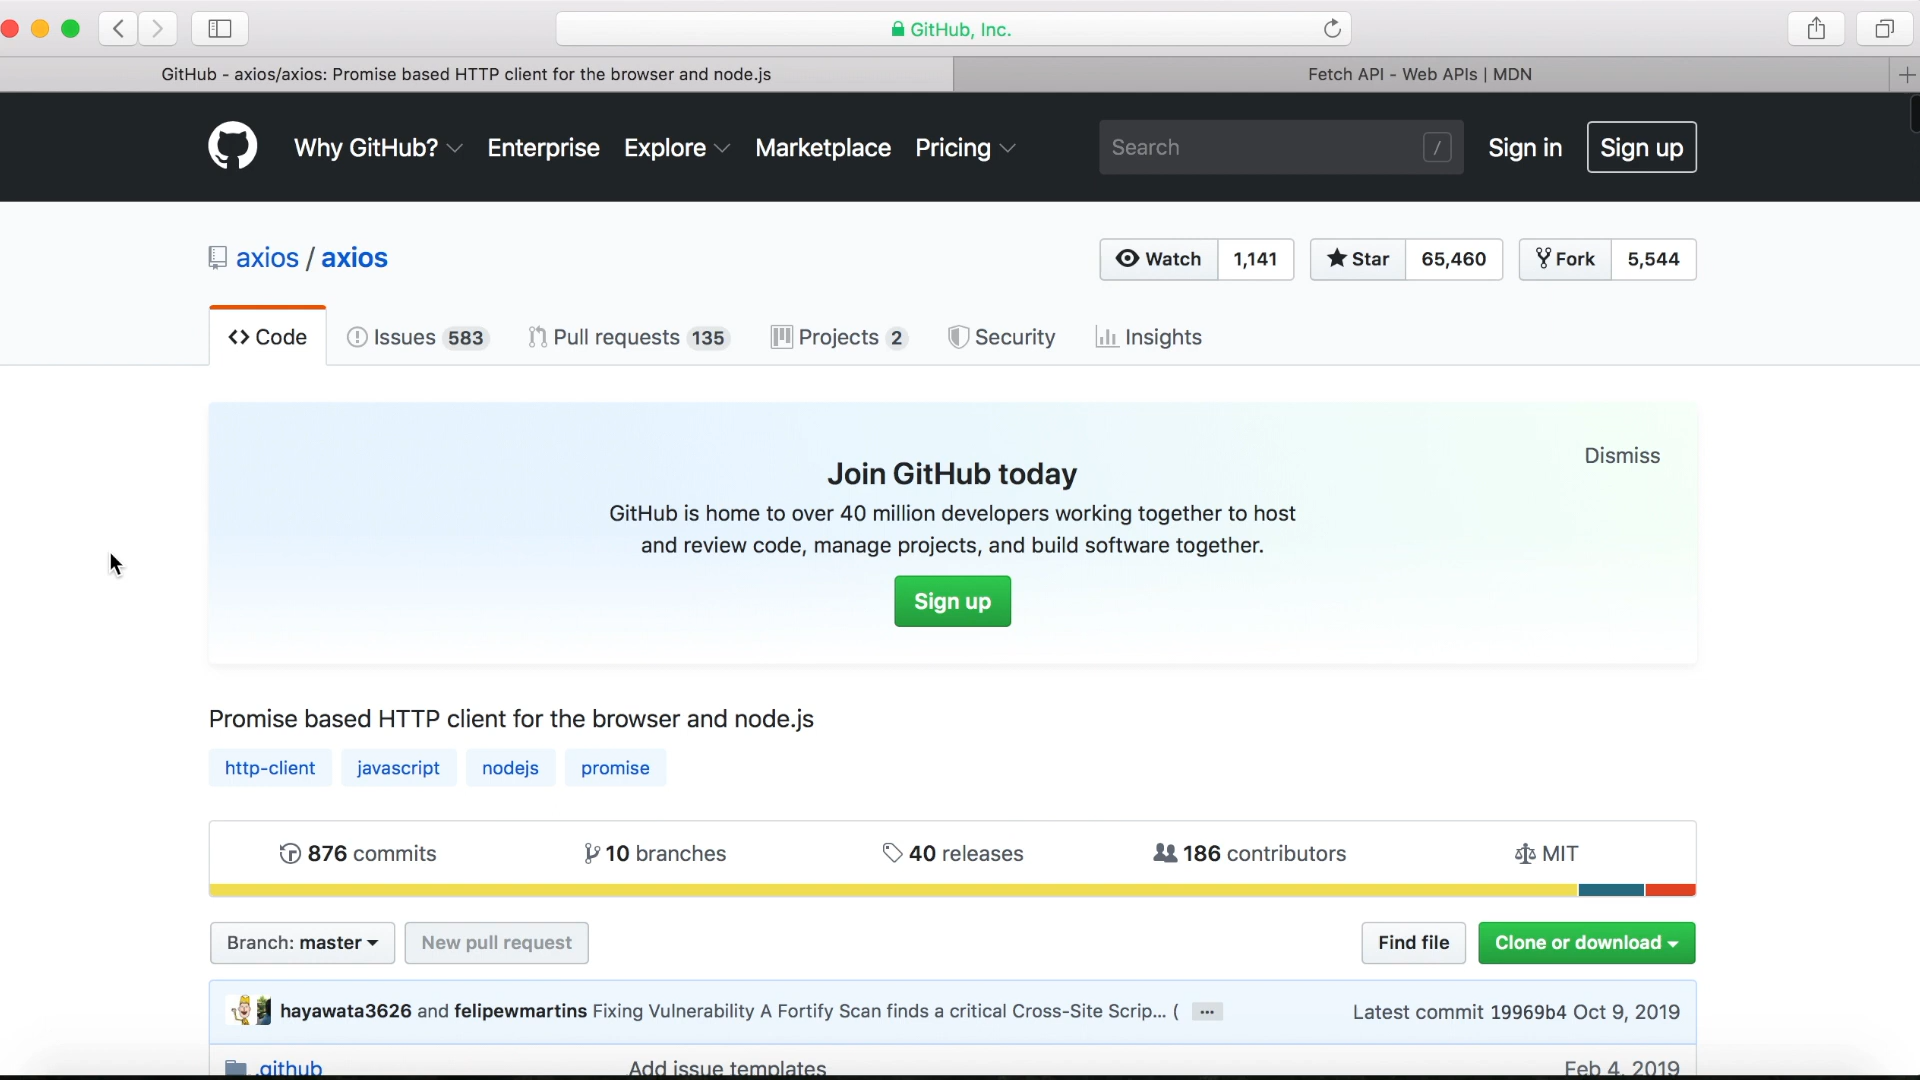 GitHub, Inc.
GitHub - axios/axios: Promise based HTTP client for the browser and node.js
Fetch API - Web APIs | MDN
Why GitHub? Enterprise Explore Marketplace Pricing Search / Sign in Sign up
axios / axios
Watch 1,141 Star 65,460 Fork 5,544
Code Issues 583 Pull requests 135 Projects 2 Security Insights
Dismiss
Join GitHub today
GitHub is home to over 40 million developers working together to host
and review code, manage projects, and build software together.
Sign up
Promise based HTTP client for the browser and node.js
http-client javascript nodejs promise
876 commits 10 branches 40 releases 186 contributors MIT
Branch: master New pull request Find file Clone or download
hayawata3626 and felipewmartins Fixing Vulnerability A Fortify Scan finds a critical Cross-Site Scrip... ( ... Latest commit 19969b4 Oct 9, 2019
.github Add issue templates Feb 4, 2019